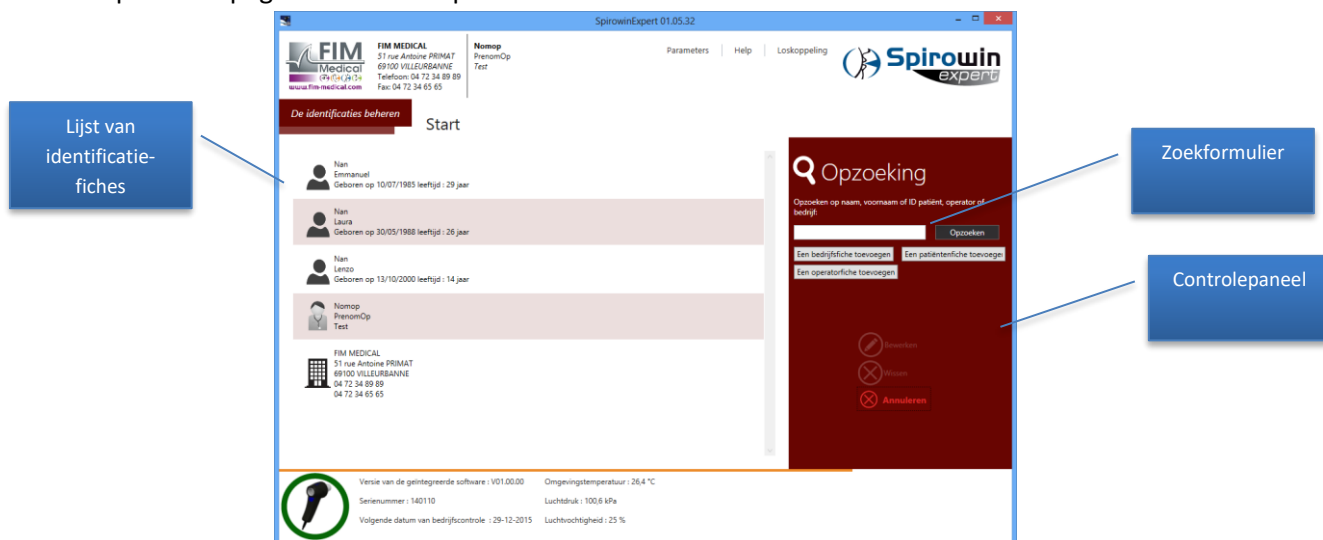 SpirowinExpert 01.05.32
FIM
Medical
www.fim-medical.com
FIM MEDICAL
51 rue Antoine PRIMAT
69100 VILLEURBANNE
Telefoon: 04 72 34 89 89
Fax: 04 72 34 65 65
Nomop
PrenomOp
Test
Parameters
Help
Loskoppeling
Spirowin
expert
De identificaties beheren
Start
Lijst van
identificatie-
fiches
Nan
Emmanuel
Geboren op 10/07/1985 leeftijd : 29 jaar
Nan
Laura
Geboren op 30/05/1988 leeftijd : 26 jaar
Nan
Lenzo
Geboren op 13/10/2000 leeftijd : 14 jaar
Nomop
PrenomOp
Test
FIM MEDICAL
51 rue Antoine PRIMAT
69100 VILLEURBANNE
04 72 34 89 89
04 72 34 65 65
Opzoeking
Opzoeken op naam, voornaam of ID patiënt, operator of
bedrijf:
Opzoeken
Een bedrijfsfiche toevoegen
Een patiëntenfiche toevoegen
Een operatorfiche toevoegen
Bewerken
Wissen
Annuleren
Zoekformulier
Controlepaneel
Versie van de geïntegreerde software : V01.00.00
Omgevingstemperatuur : 26,4 °C
Serienummer : 140110
Luchtdruk : 100,6 kPa
Volgende datum van bedrijfscontrole : 29-12-2015
Luchtvochtigheid : 25 %